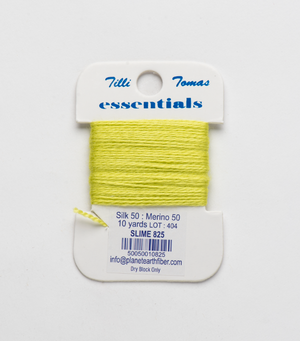 Tilli Tomas
essentials
Silk 50 : Merino 50
10 yards LOT : 404
SLIME 825
50050010825
info@planetearthfiber.com
Dry Block Only